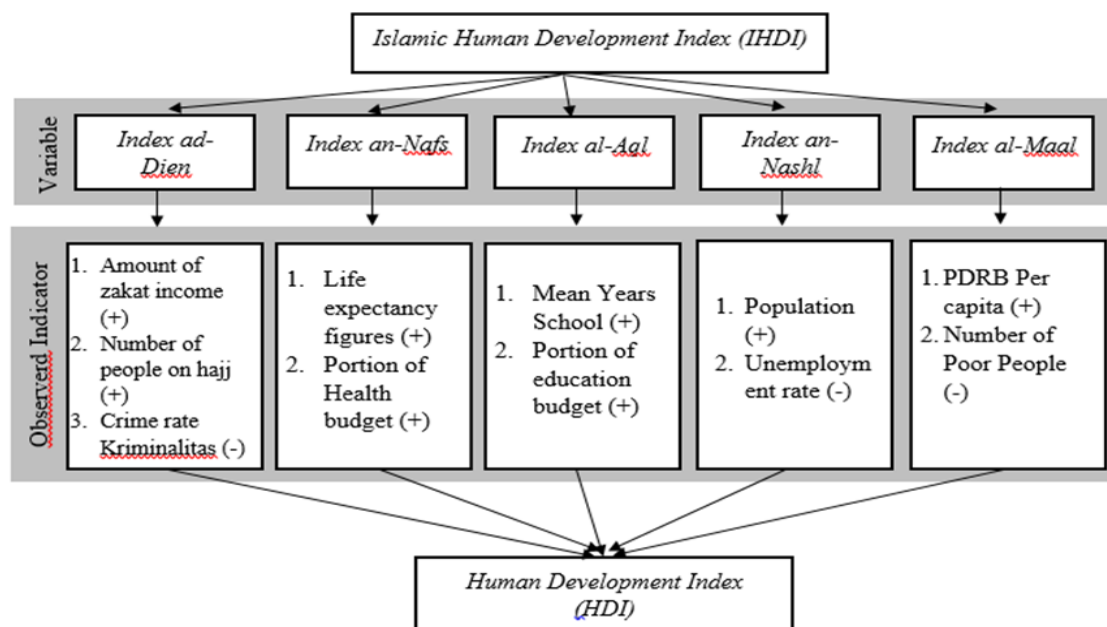 Islamic Human Development Index (IHDI)
Variable
Index ad-
Dien
Index an-Nafs
Index al-Aql
Index an-
Nashl
Index al-Maal
Observerd Indicator
1. Amount of
zakat income
(+)
2. Number of
people on hajj
(+)
3. Crime rate
Kriminalitas (-)
1. Life
expectancy
figures (+)
2. Portion of
Health
budget (+)
1. Mean Years
School (+)
2. Portion of
education
budget (+)
1. Population
(+)
2. Unemploym
ent rate (-)
1. PDRB Per
capita (+)
2. Number of
Poor People
(-)
Human Development Index
(HDI)